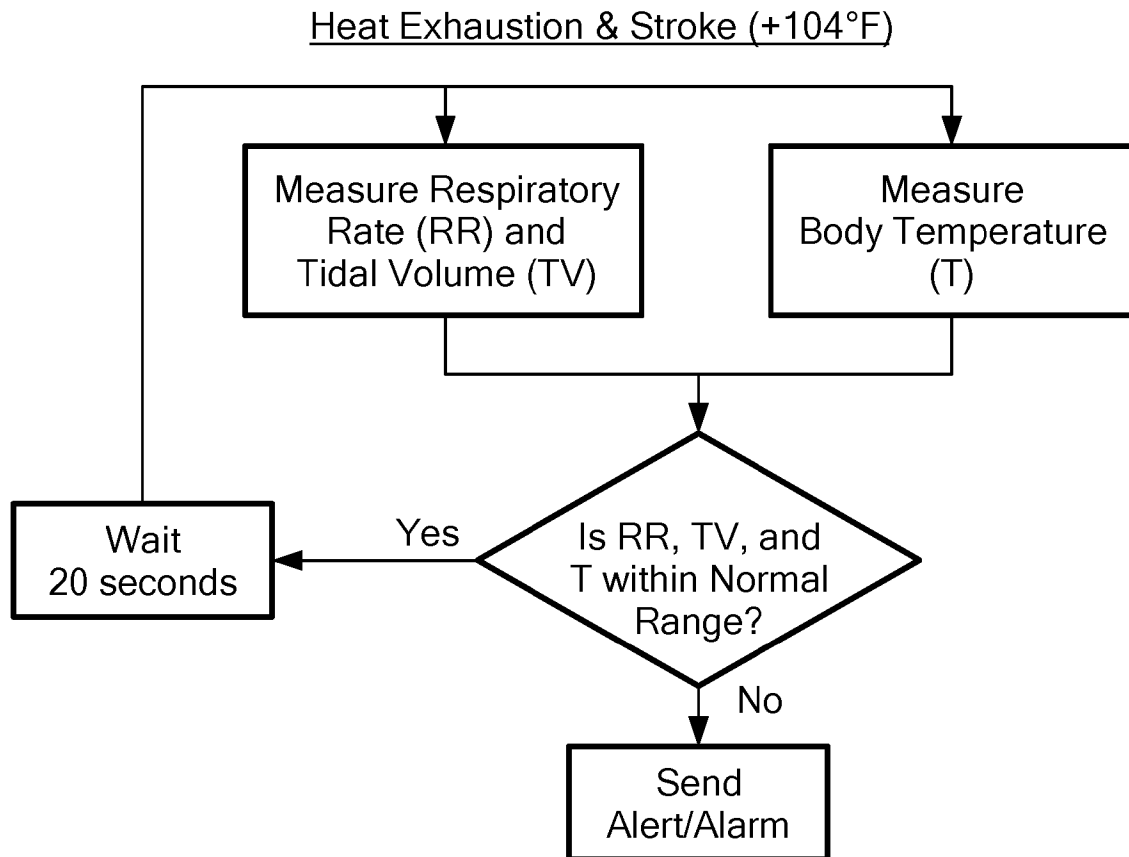 Heat Exhaustion & Stroke (+104°F)
Measure Respiratory
Rate (RR) and
Tidal Volume (TV)
Measure
Body Temperature
(T)
Wait
20 seconds
Yes
Is RR, TV, and
T within Normal
Range?
No
Send
Alert/Alarm